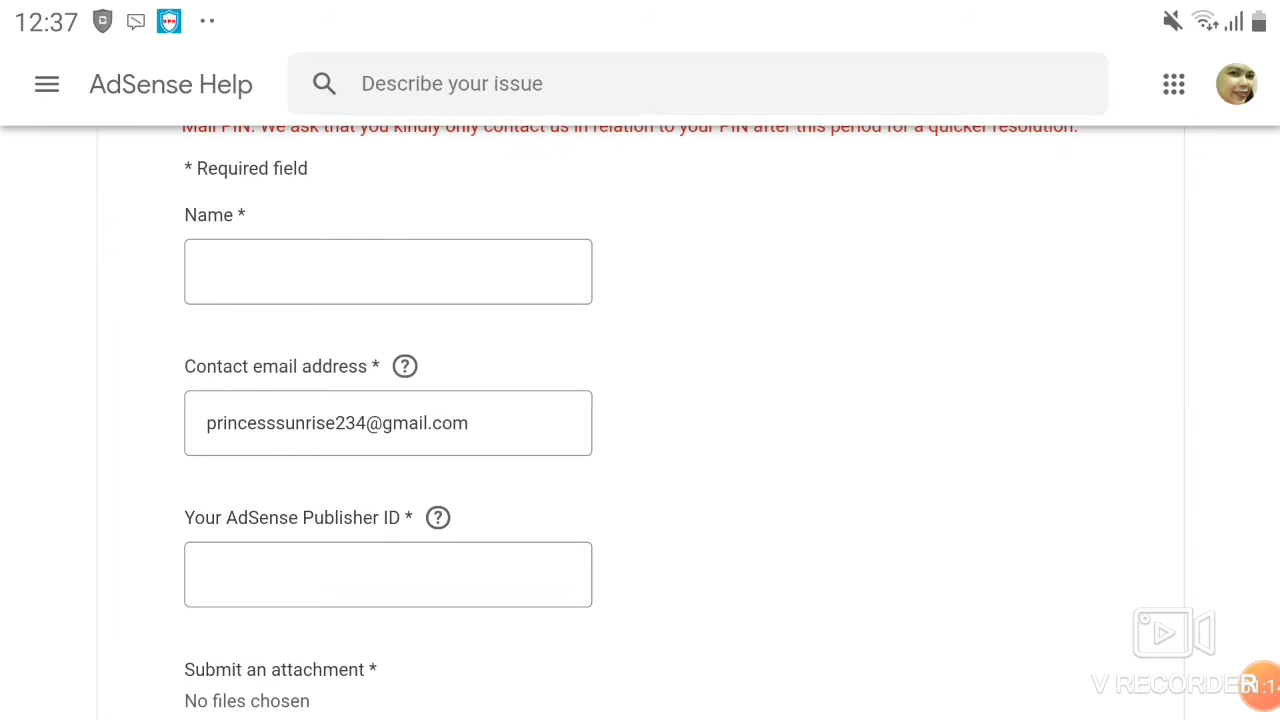 12:37
VPN
AdSense Help
Describe your issue
Mail PIN. We ask that you kindly only contact us in relation to your PIN after this period for a quicker resolution.
* Required field
Name *
Contact email address *
?
princesssunrise234@gmail.com
Your AdSense Publisher ID *
?
Submit an attachment *
No files chosen
V RECORDER